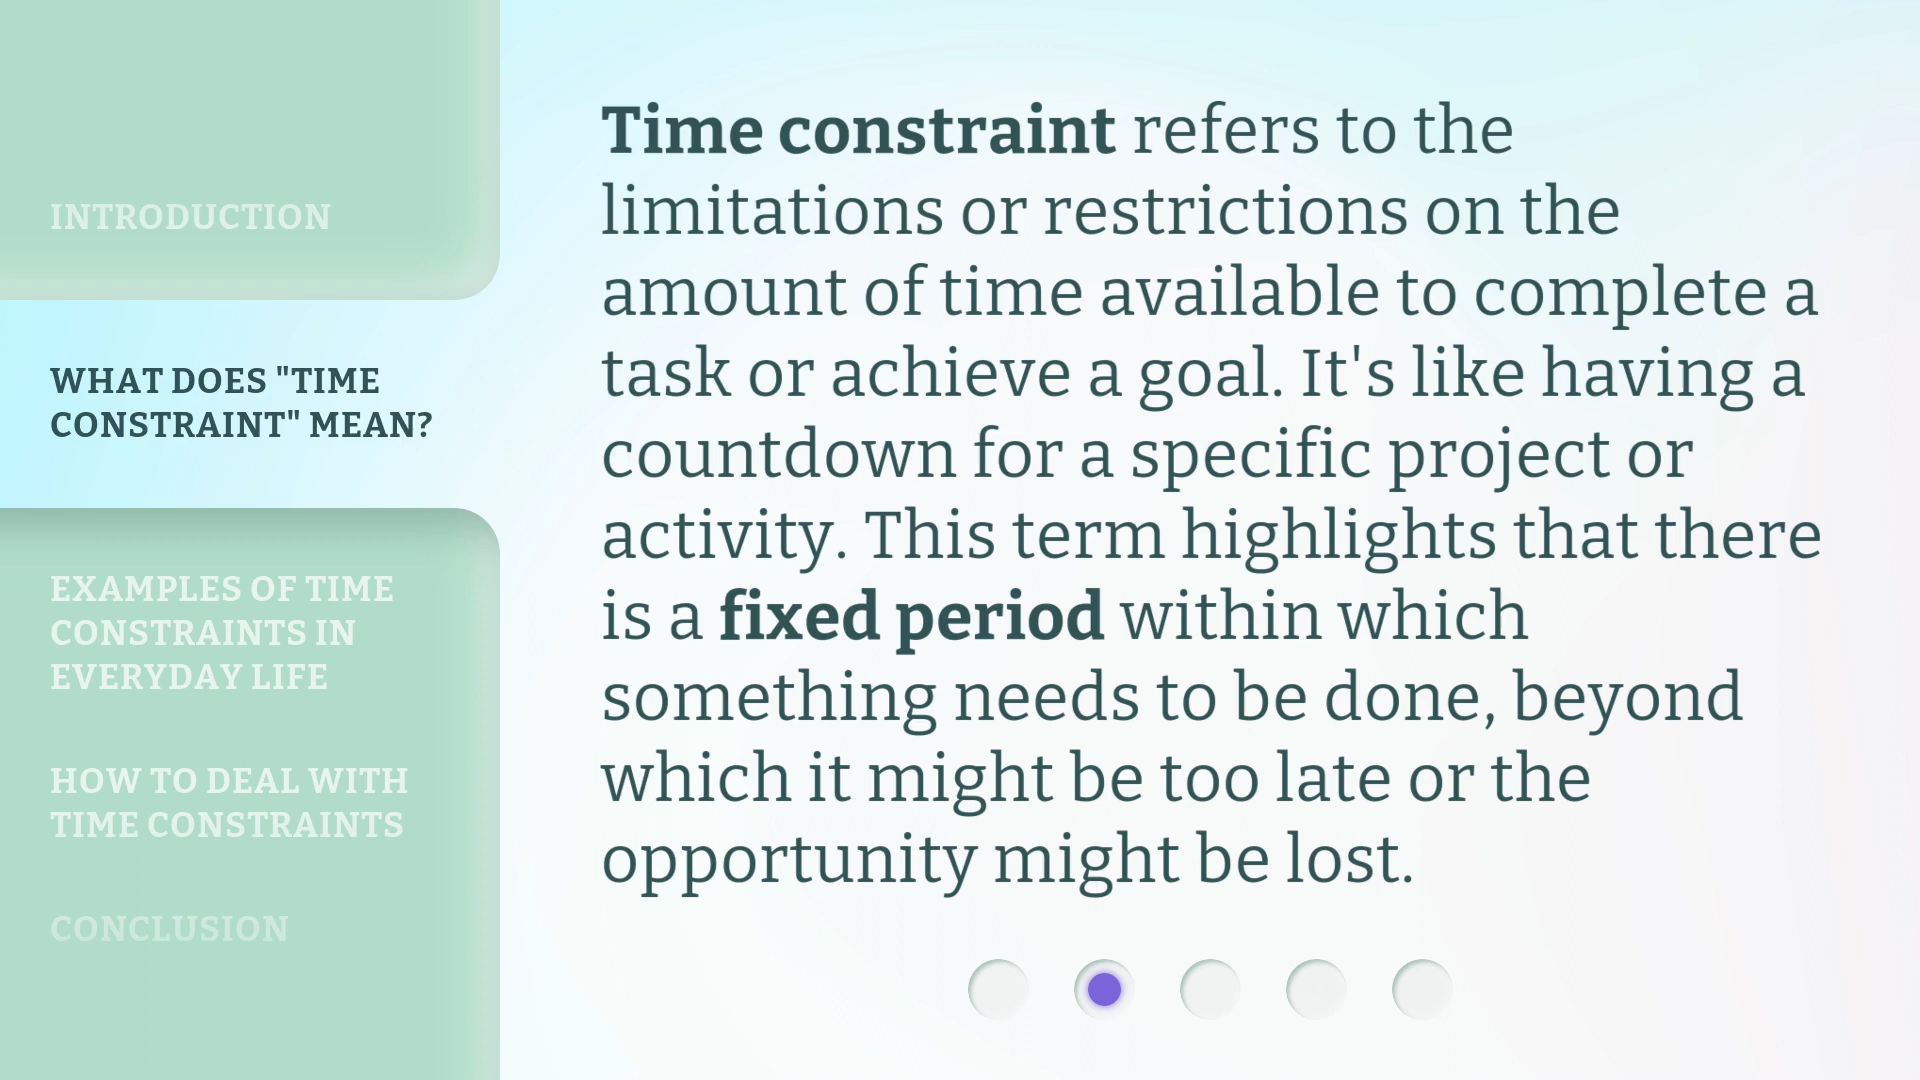 INTRODUCTION
WHAT DOES "TIME
CONSTRAINT" MEAN?
EXAMPLES OF TIME
CONSTRAINTS IN
EVERYDAY LIFE
HOW TO DEAL WITH
TIME CONSTRAINTS
CONCLUSION
Time constraint refers to the
limitations or restrictions on the
amount of time available to complete a
task or achieve a goal. It's like having a
countdown for a specific project or
activity. This term highlights that there
is a fixed period within which
something needs to be done, beyond
which it might be too late or the
opportunity might be lost.